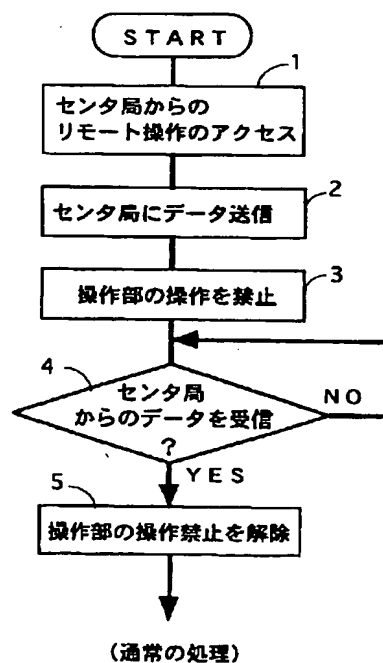 START
1
センタ局からの
リモート操作のアクセス
2
センタ局にデータ送信
3
操作部の操作を禁止
4
センタ局
からのデータを受信
?
NO
YES
5
操作部の操作禁止を解除
(通常の処理)